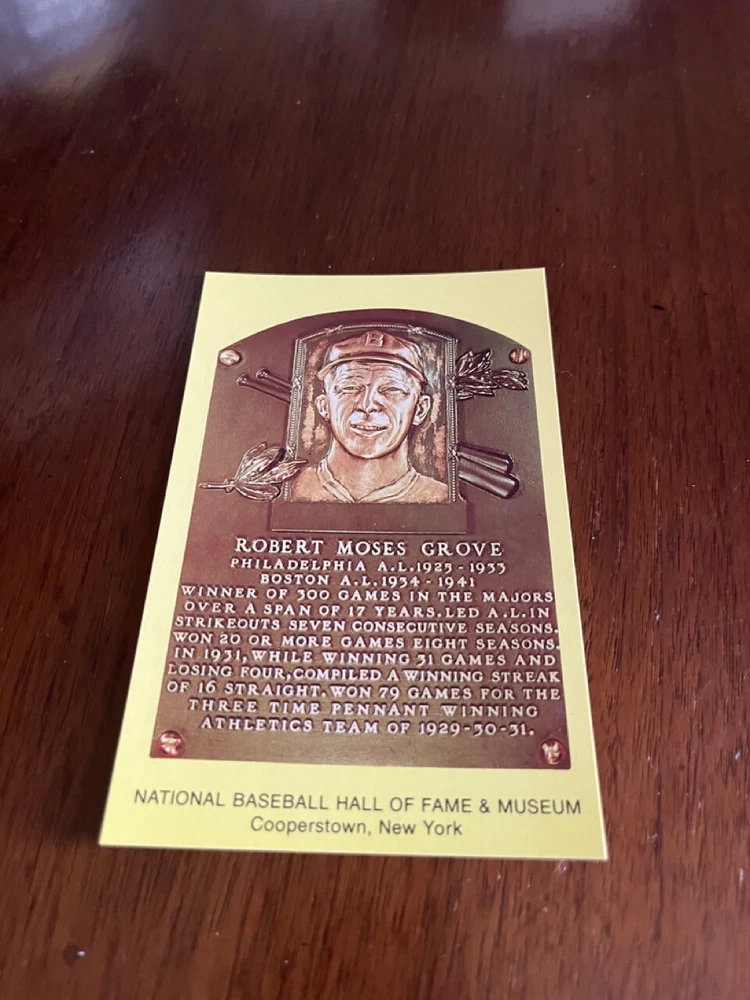 B
ROBERT MOSES GROVE
PHILADELPHIA A.L.1925-1933
BOSTON A.L.1934-1941
WINNER OF 300 GAMES IN THE MAJORS
OVER A SPAN OF 17 YEARS. LED A.L. IN
STRIKEOUTS SEVEN CONSECUTIVE SEASONS.
WON 20 OR MORE GAMES EIGHT SEASONS.
IN 1931, WHILE WINNING 31 GAMES AND
LOSING FOUR, COMPILED A WINNING STREAK
OF 16 STRAIGHT. WON 79 GAMES FOR THE
THREE TIME PENNANT WINNING
ATHLETICS TEAM OF 1929-30-31.
NATIONAL BASEBALL HALL OF FAME & MUSEUM
Cooperstown, New York